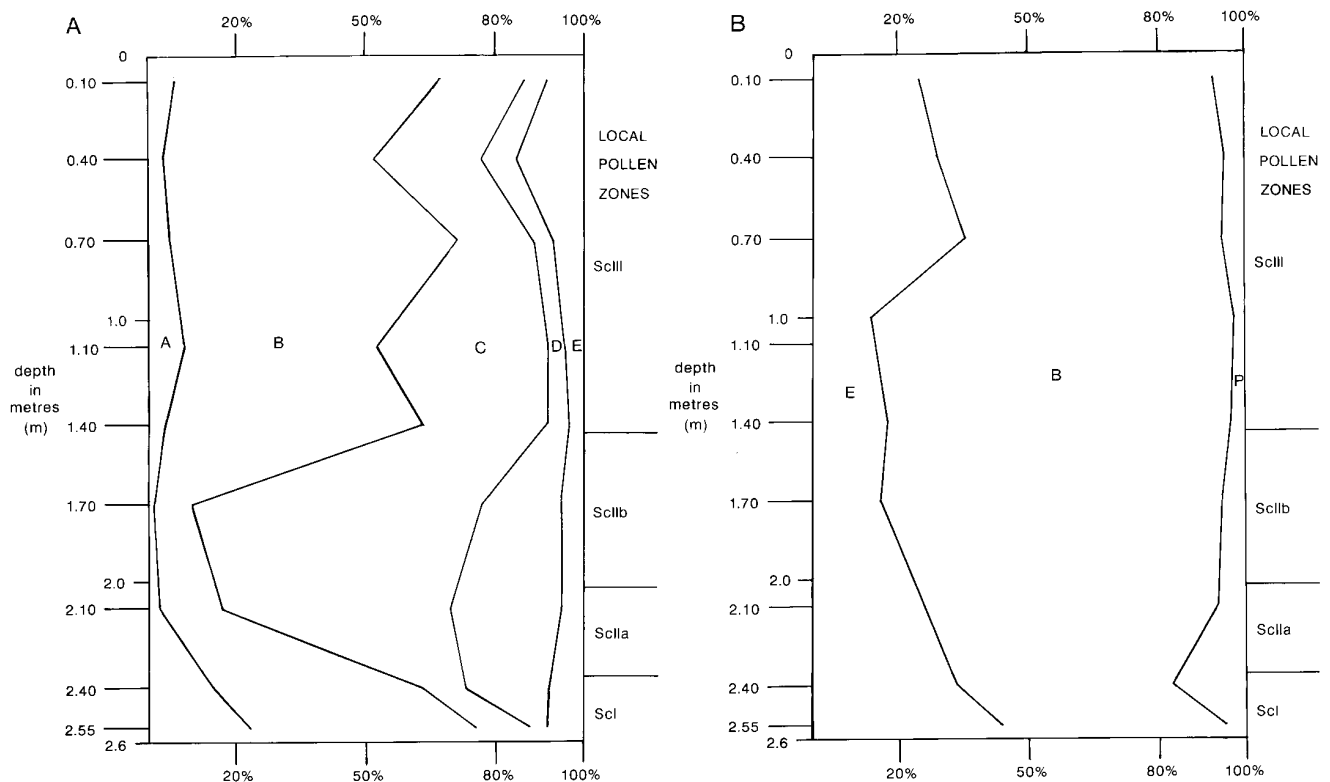 A
20% 50% 80% 100%
0
0.10
0.40
0.70
1.0
1.10
depth
in
metres
(m)
1.40
1.70
2.0
2.10
2.40
2.55
2.6
A B C D E
LOCAL
POLLEN
ZONES
ScIII
ScIIb
ScIIa
ScI
20% 50% 80% 100%
B
20% 50% 80% 100%
0
0.10
0.40
0.70
1.0
1.10
depth
in
metres
(m)
1.40
1.70
2.0
2.10
2.40
2.55
2.6
E B P
LOCAL
POLLEN
ZONES
ScIII
ScIIb
ScIIa
ScI
20% 50% 80% 100%